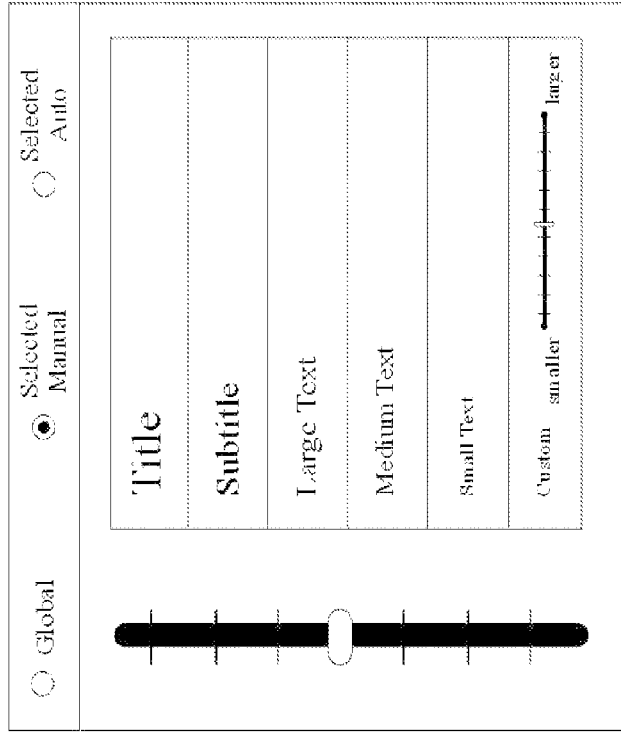 Global
Selected
Manual
Selected
Auto
Title
Subtitle
Large Text
Medium Text
Small Text
Custom
smaller
larger